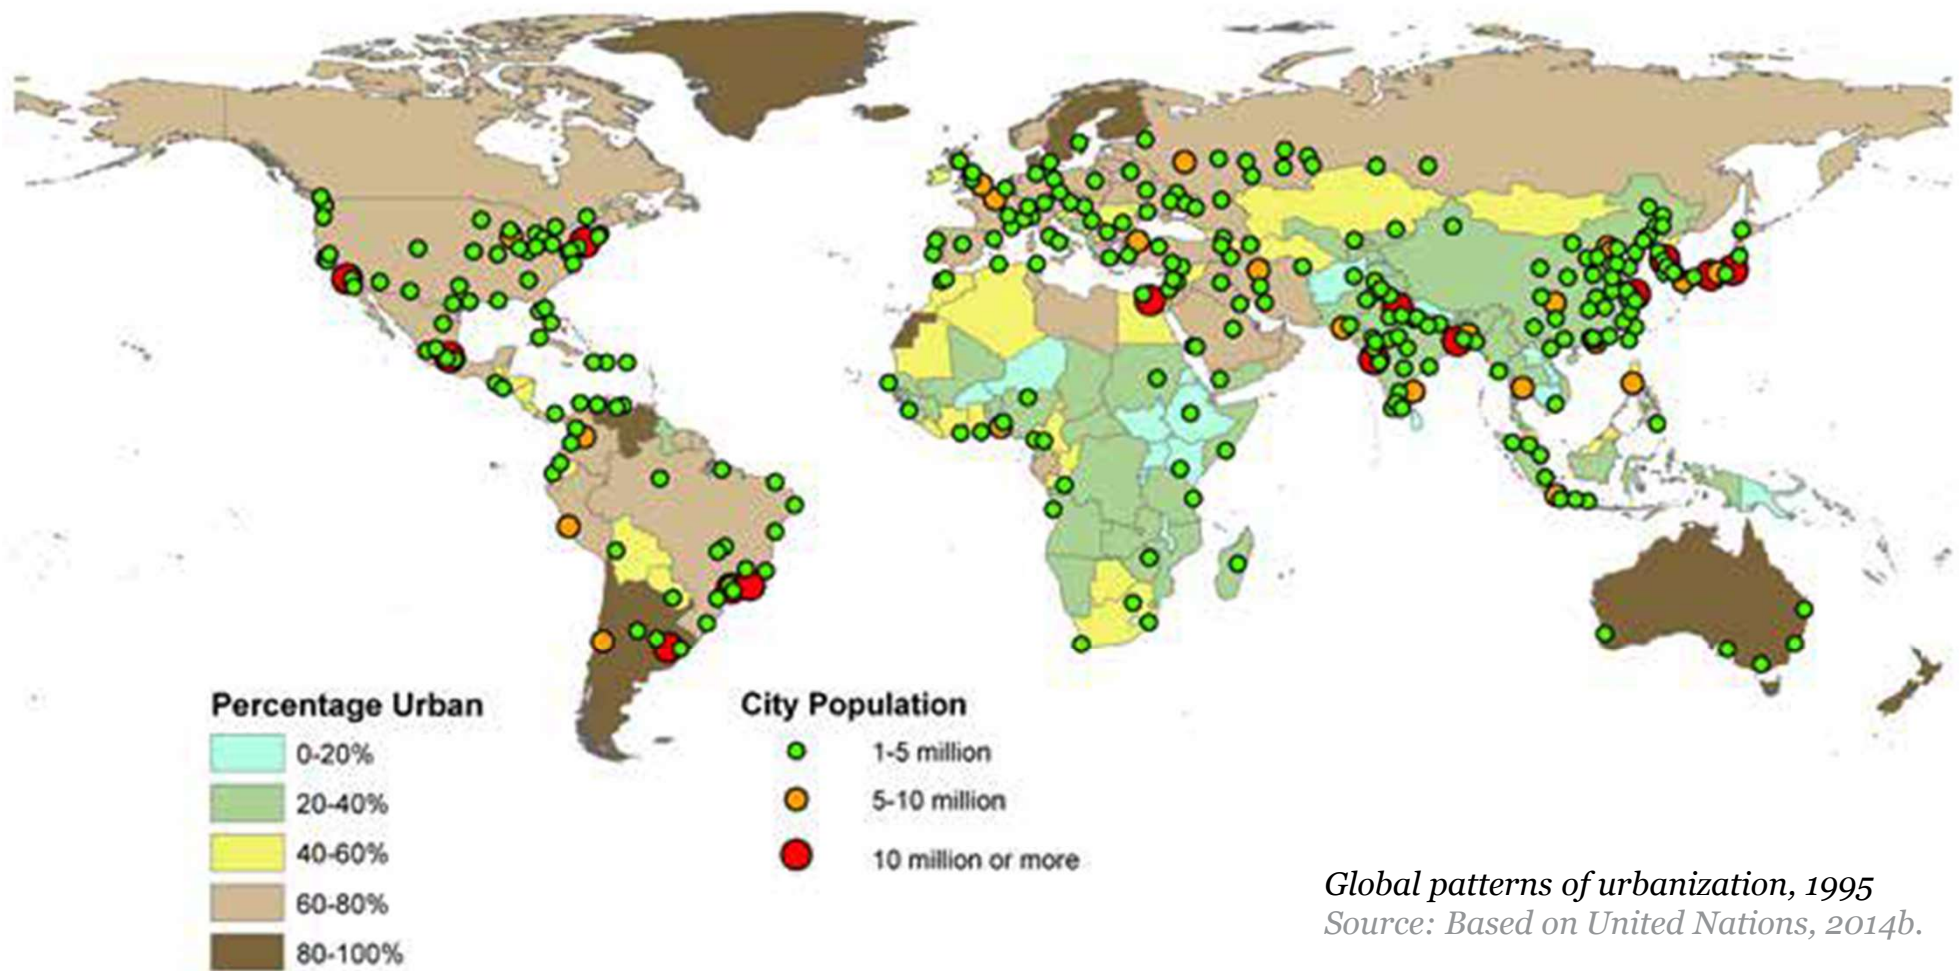 Percentage Urban
0-20%
20-40%
40-60%
60-80%
80-100%
City Population
1-5 million
5-10 million
10 million or more
Global patterns of urbanization, 1995
Source: Based on United Nations, 2014b.